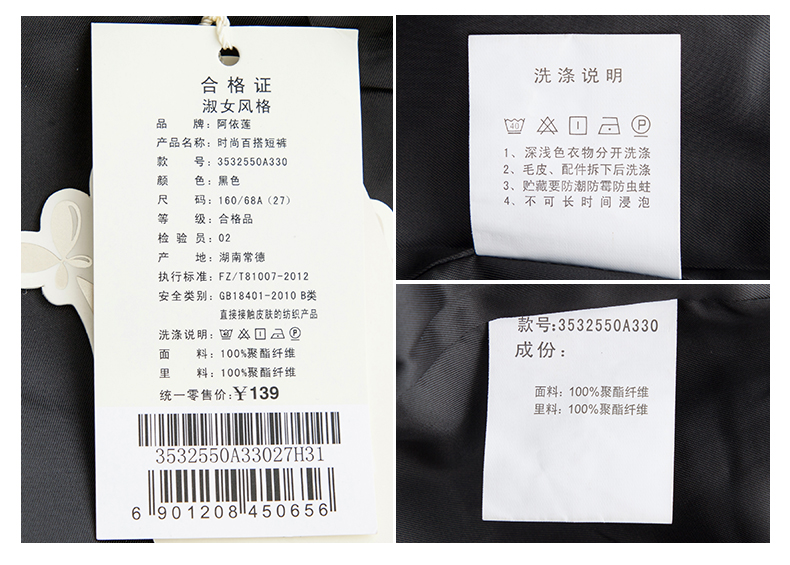 合格证
淑女风格
品 牌：阿依莲
产品名称：时尚百搭短裤
款 号：3532550A330
颜 色：黑色
尺 码：160/68A（27）
等 级：合格品
检 验 员：02
产 地：湖南常德
执行标准：FZ/T81007-2012
安全类别：GB18401-2010 B类
直接接触皮肤的纺织产品
洗涤说明：
面 料：100%聚酯纤维
里 料：100%聚酯纤维
统一零售价：¥139
3532550A33027H31
6 901208 450656
洗涤说明
40
P
1、深浅色衣物分开洗涤
2、毛皮、配件拆下后洗涤
3、贮藏要防潮防霉防虫蛀
4、不可长时间浸泡
款号：3532550A330
成份：
面料：100%聚酯纤维
里料：100%聚酯纤维